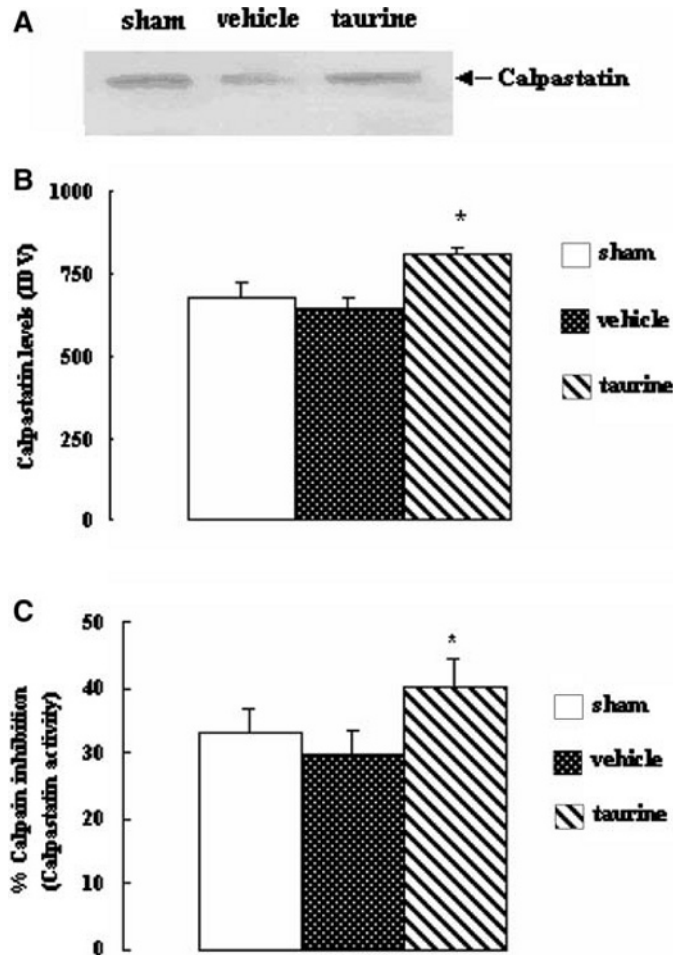 A
sham vehicle taurine
Calpastatin
B
Calpastatin levels (IDV)
1000
750
500
250
0
*
sham
vehicle
taurine
C
% Calpain inhibition
(Calpastatin activity)
50
40
30
20
10
0
*
sham
vehicle
taurine